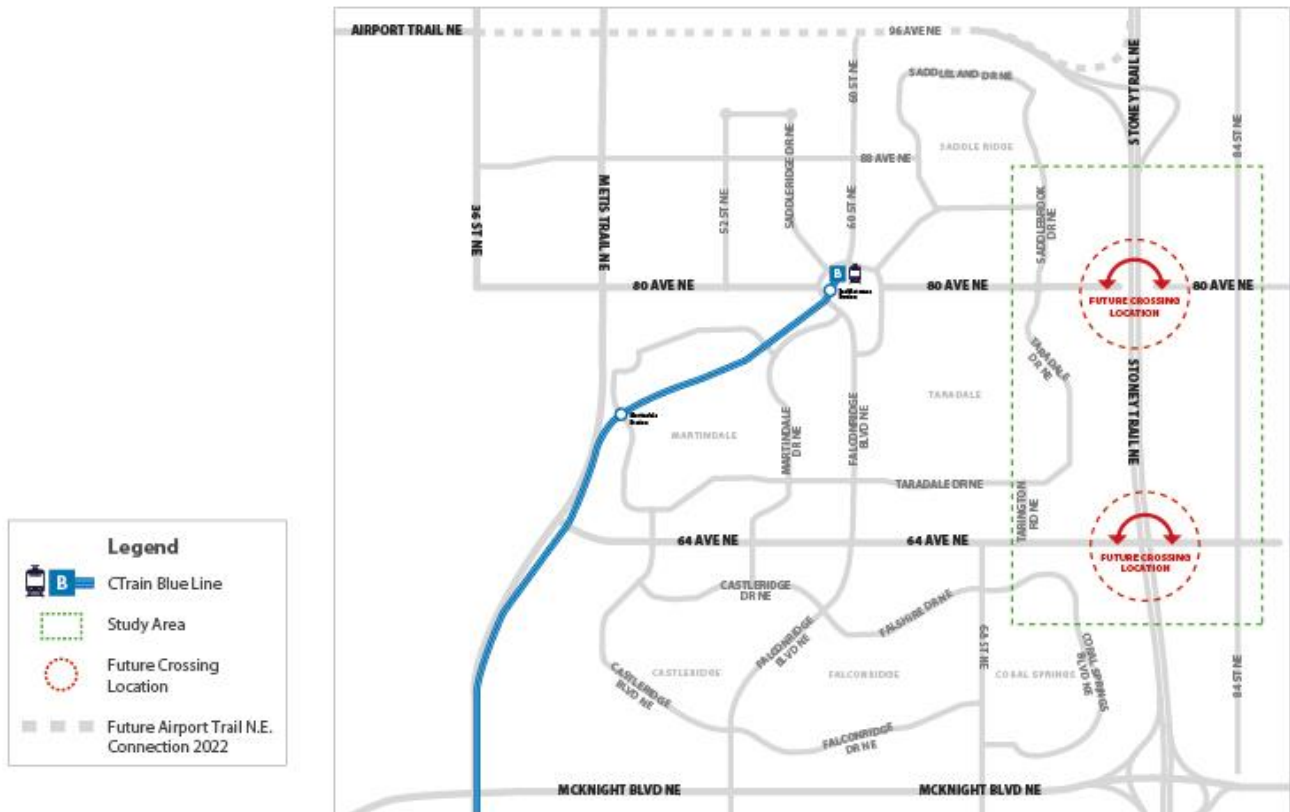 AIRPORT TRAIL NE
96 AVE NE
60 ST NE
SADDLELAND DR NE
STONEY TRAIL NE
84 ST NE
SADDLERIDGE DR NE
SADDLE RIDGE
88 AVE NE
36 ST NE
METIS TRAIL NE
52 ST NE
60 ST NE
SADDLEBROOK
DR NE
B
80 AVE NE
80 AVE NE
80 AVE NE
FUTURE CROSSING
LOCATION
TARADALE
DR NE
STONEY TRAIL NE
TARADALE
Station
MARTINDALE
MARTINDALE
DR NE
FALCONRIDGE
BLVD NE
TARADALE DR NE
TARINGTON
RD NE
64 AVE NE
64 AVE NE
FUTURE CROSSING
LOCATION
CASTLERIDGE
DR NE
FALSHIRE DR NE
68 ST NE
FALCONRIDGE
BLVD NE
CORAL SPRINGS
BLVD NE
84 ST NE
CASTLERIDGE
FALCONRIDGE
CORAL SPRINGS
CASTLERIDGE
BLVD NE
FALCONRIDGE
DR NE
MCKNIGHT BLVD NE
MCKNIGHT BLVD NE
Legend
B CTrain Blue Line
Study Area
Future Crossing
Location
Future Airport Trail N.E.
Connection 2022